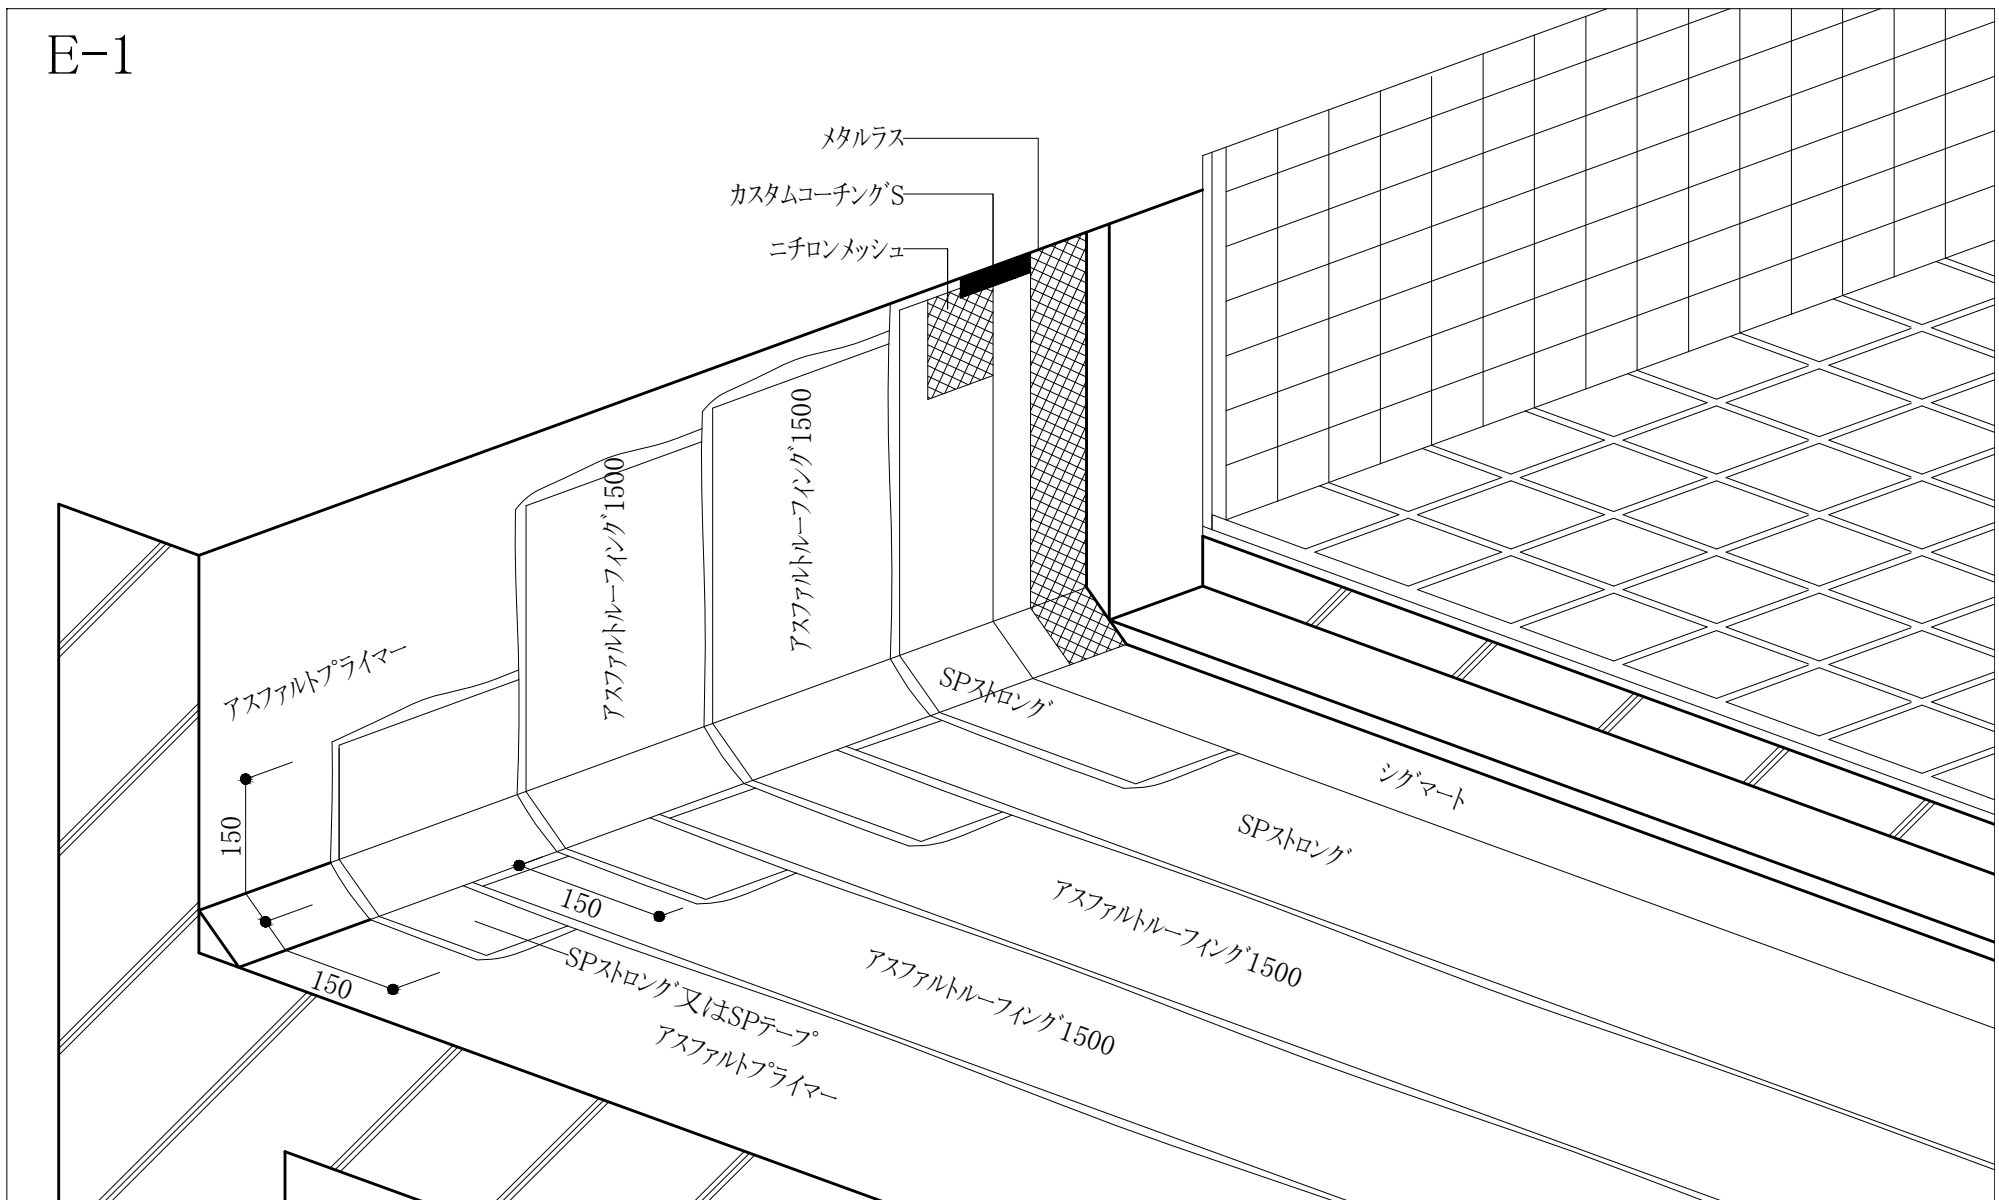 E-1
メタルラス
カスタムコーチングS
ニチロンメッシュ
アスファルトルーフィング1500
アスファルトルーフィング1500
アスファルトプライマー
150
150
150
SPストロング
シグマート
SPストロング
アスファルトルーフィング1500
アスファルトルーフィング1500
SPストロング又はSPテープ
アスファルトプライマー